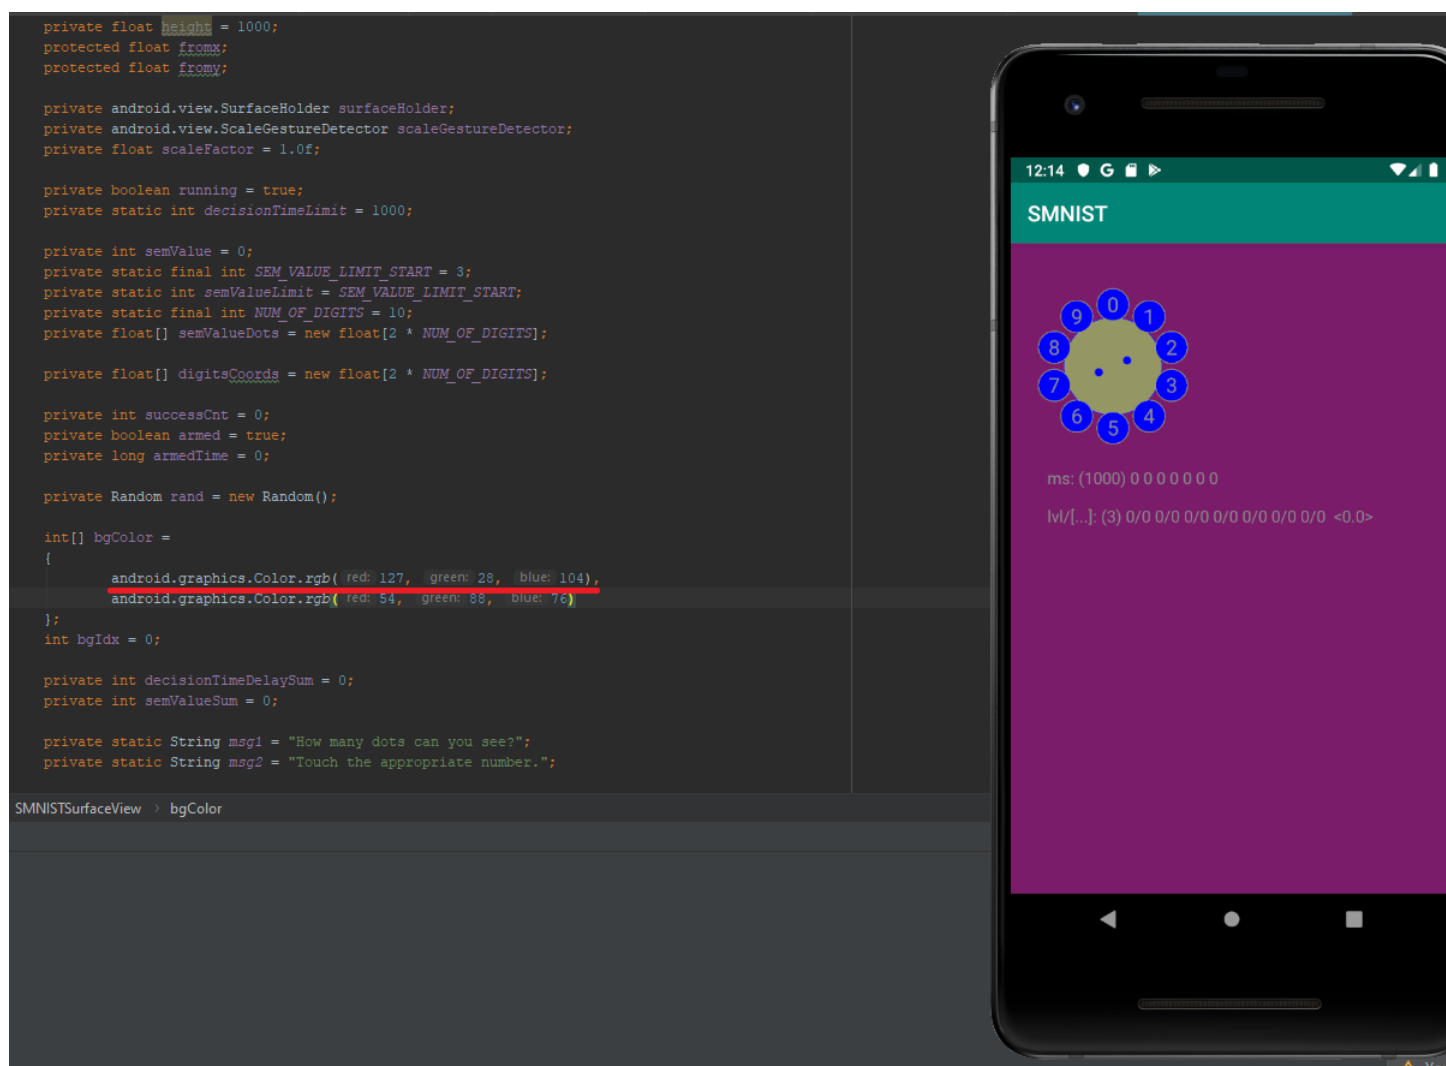 private float height = 1000;
protected float fromx;
protected float fromy;
private android.view.SurfaceHolder surfaceHolder;
private android.view.ScaleGestureDetector scaleGestureDetector;
private float scaleFactor = 1.0f;
private boolean running = true;
private static int decisionTimeLimit = 1000;
private int semValue = 0;
private static final int SEM_VALUE_LIMIT_START = 3;
private static int semValueLimit = SEM_VALUE_LIMIT_START;
private static final int NUM_OF_DIGITS = 10;
private float[] semValueDots = new float[2 * NUM_OF_DIGITS];
private float[] digitsCoords = new float[2 * NUM_OF_DIGITS];
private int successCnt = 0;
private boolean armed = true;
private long armedTime = 0;
private Random rand = new Random();
int[] bgColor =
{
android.graphics.Color.rgb( red: 127, green: 28, blue: 104),
android.graphics.Color.rgb( red: 54, green: 88, blue: 76)
};
int bgIdx = 0;
private int decisionTimeDelaySum = 0;
private int semValueSum = 0;
private static String msg1 = "How many dots can you see?";
private static String msg2 = "Touch the appropriate number.";
SMNISTSurfaceView > bgColor
12:14 G
SMNIST
0
9 1
8 2
7 3
6 4
5
ms: (1000) 0 0 0 0 0 0 0
lvl/[...]: (3) 0/0 0/0 0/0 0/0 0/0 0/0 0/0 <0.0>